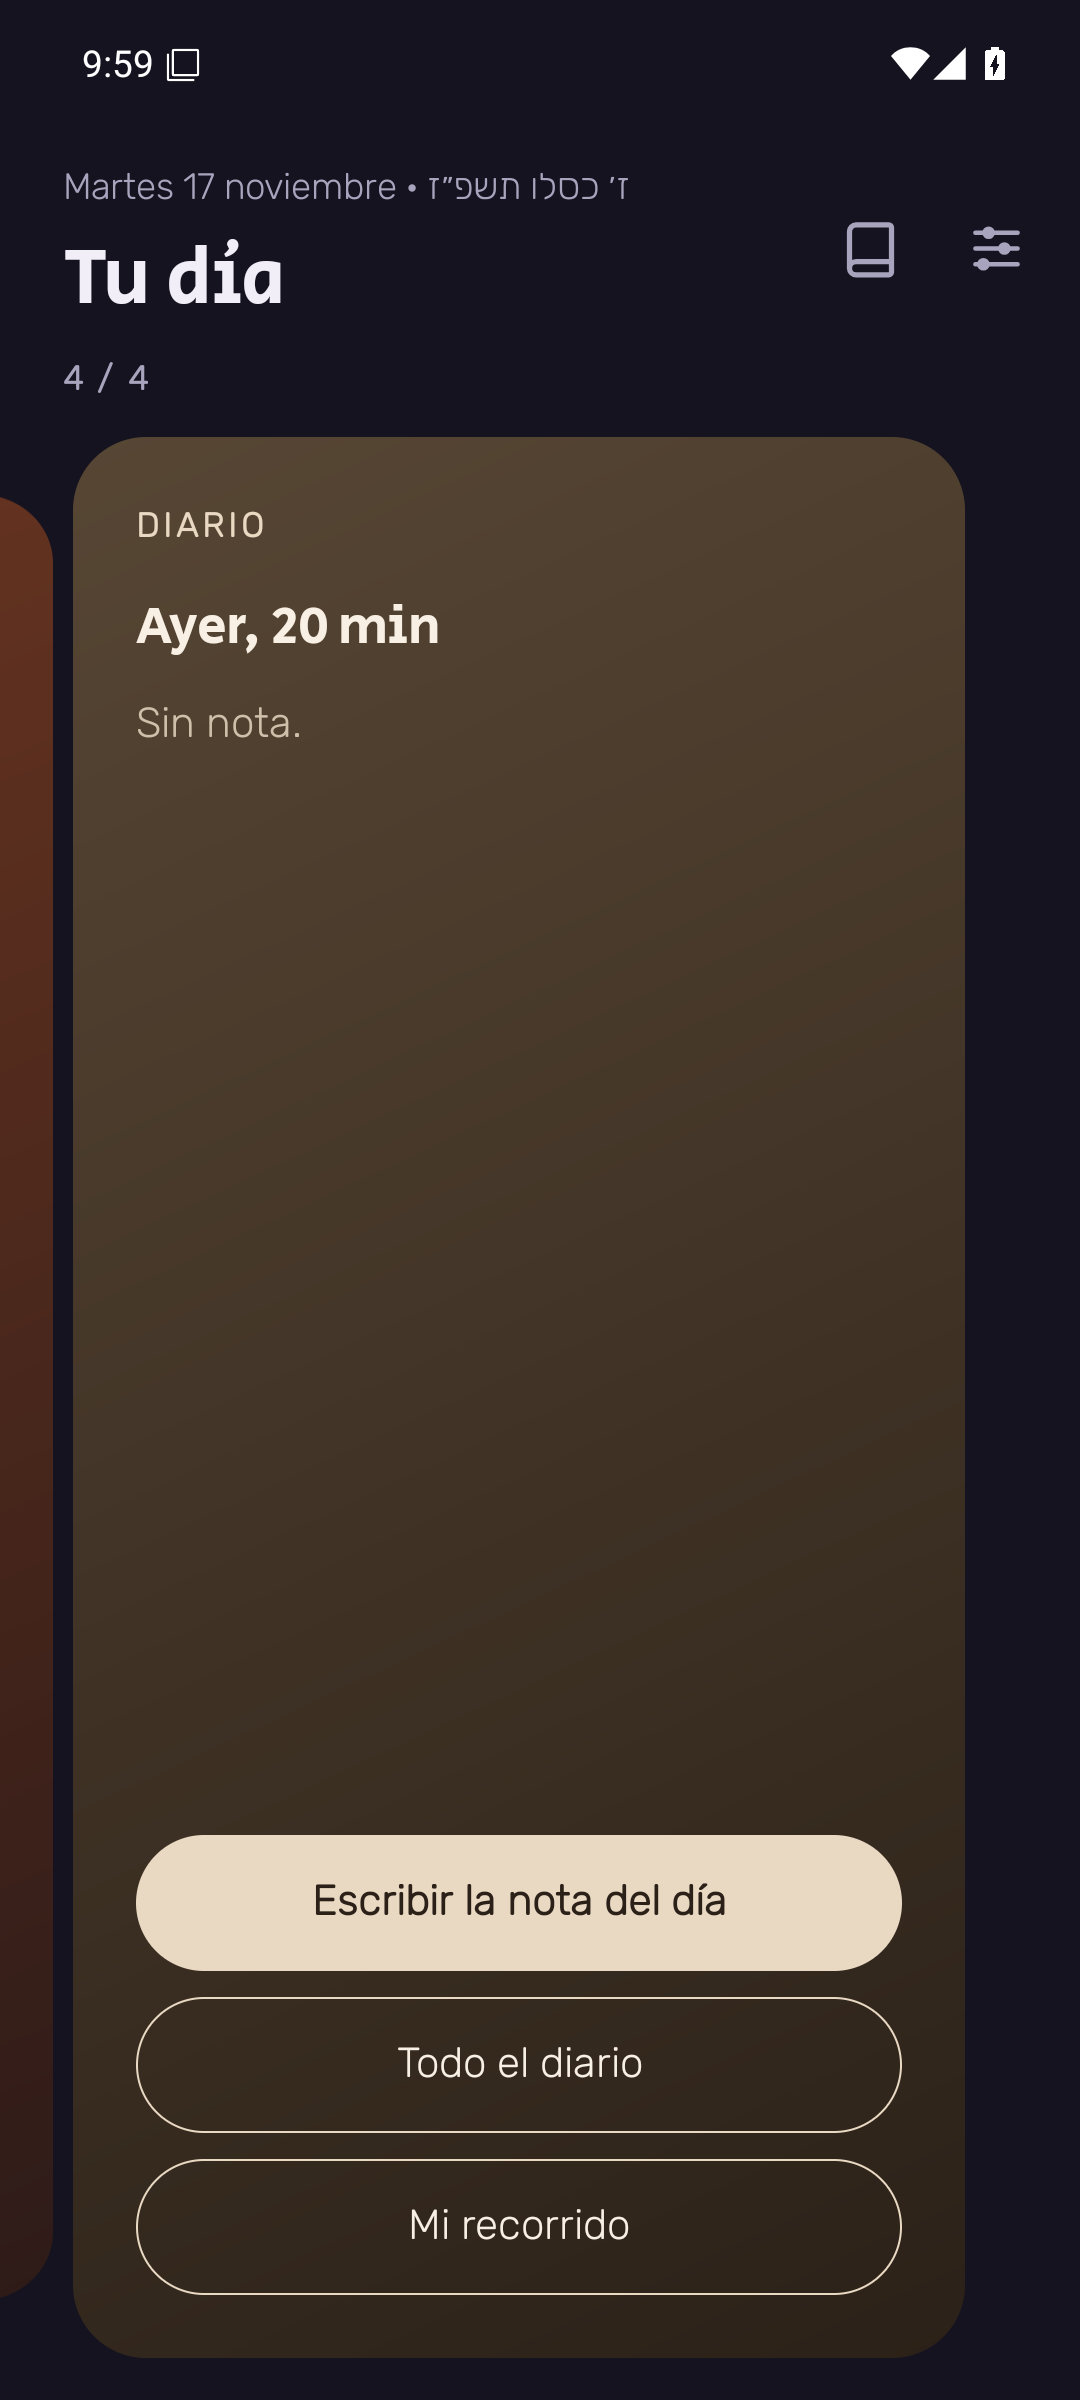 9:59
Martes 17 noviembre • ז׳ כסלו תשפ״ז
Tu día
4 / 4
DIARIO
Ayer, 20 min
Sin nota.
Escribir la nota del día
Todo el diario
Mi recorrido